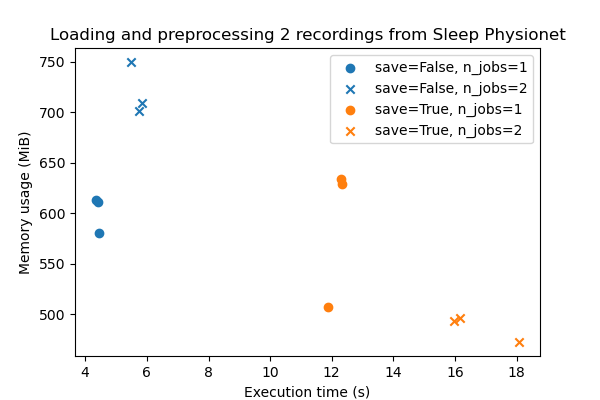 Loading and preprocessing 2 recordings from Sleep Physionet
save=False, n_jobs=1
save=False, n_jobs=2
save=True, n_jobs=1
save=True, n_jobs=2
Memory usage (MiB)
750
700
650
600
550
500
4 6 8 10 12 14 16 18
Execution time (s)